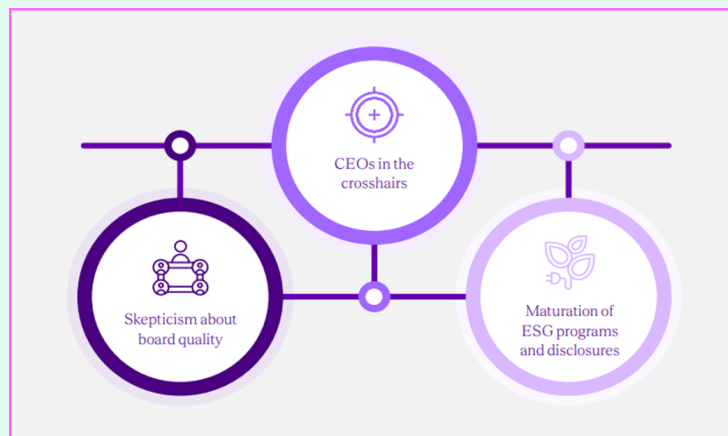 CEOs in the
crosshairs
Skepticism about
board quality
Maturation of
ESG programs
and disclosures